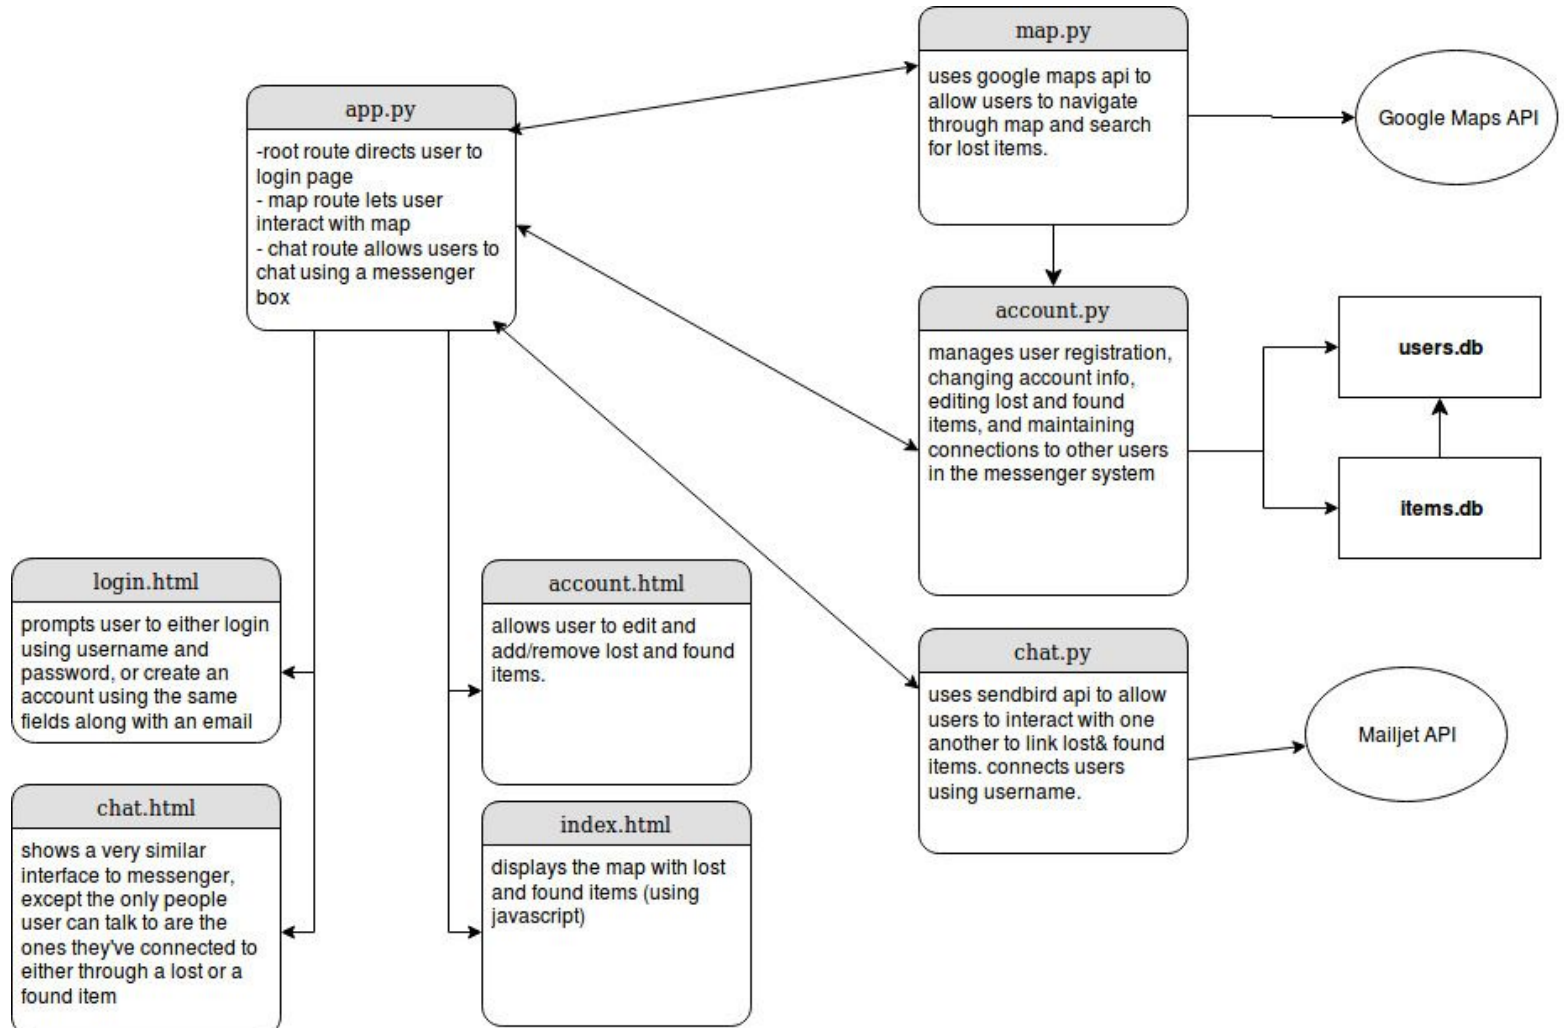 map.py
uses google maps api to
allow users to navigate
through map and search
for lost items.
Google Maps API
app.py
-root route directs user to
login page
- map route lets user
interact with map
- chat route allows users to
chat using a messenger
box
account.py
manages user registration,
changing account info,
editing lost and found
items, and maintaining
connections to other users
in the messenger system
users.db
items.db
login.html
prompts user to either login
using username and
password, or create an
account using the same
fields along with an email
account.html
allows user to edit and
add/remove lost and found
items.
chat.py
uses sendbird api to allow
users to interact with one
another to link lost& found
items. connects users
using username.
Mailjet API
chat.html
shows a very similar
interface to messenger,
except the only people
user can talk to are the
ones they've connected to
either through a lost or a
found item
index.html
displays the map with lost
and found items (using
javascript)